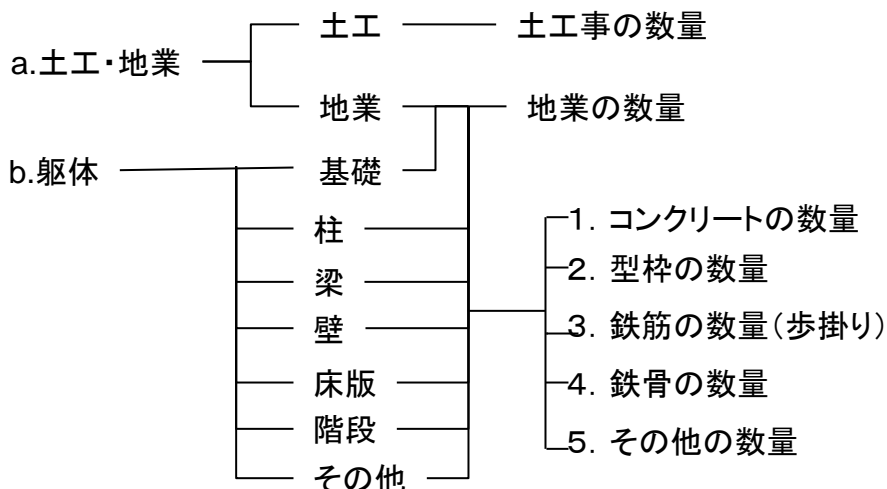 土工 土工事の数量
a.土工・地業
地業 地業の数量
b.躯体 基礎
柱 1. コンクリートの数量
2. 型枠の数量
梁
壁 3. 鉄筋の数量(歩掛り)
床版 4. 鉄骨の数量
階段 5. その他の数量
その他